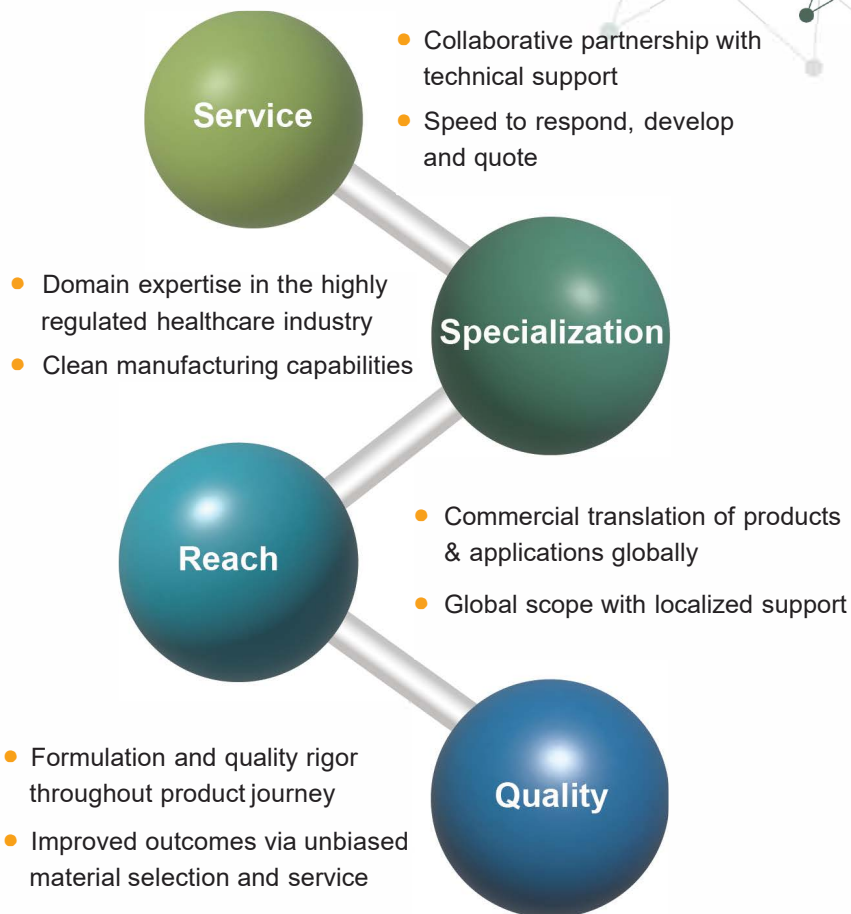 Service
Collaborative partnership with
technical support
Speed to respond, develop
and quote
Specialization
Domain expertise in the highly
regulated healthcare industry
Clean manufacturing capabilities
Reach
Commercial translation of products
& applications globally
Global scope with localized support
Quality
Formulation and quality rigor
throughout product journey
Improved outcomes via unbiased
material selection and service